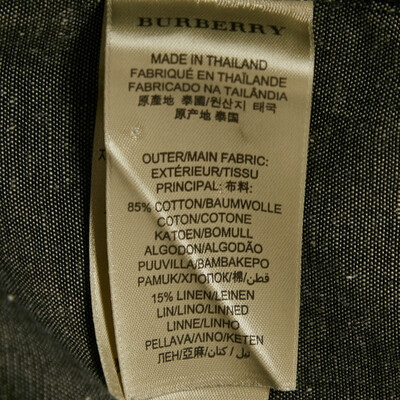 BURBERRY
MADE IN THAILAND
FABRIQUÉ EN THAÏLANDE
FABRICADO NA TAILÂNDIA
原產地 泰國/원산지 태국
原产地 泰国
OUTER/MAIN FABRIC:
EXTÉRIEUR/TISSU
PRINCIPAL: 布料:
85% COTTON/BAUMWOLLE
COTON/COTONE
KATOEN/BOMULL
ALGODON/ALGODÃO
PUUVILLA/BAMBAKEPO
PAMUK/ХЛОПОК/棉/قطن
15% LINEN/LEINEN
LIN/LINO/LINNED
LINNE/LINHO
PELLAVA/ΛΙΝΟ/KETEN
ЛЕН/亞麻/كتان/تيل